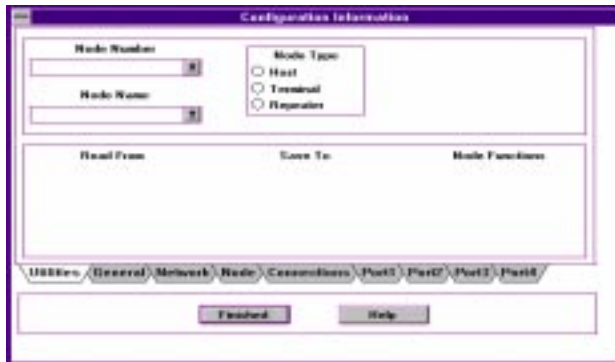 Configuration Information
Node Number
Node Type
Host
Terminal
Repeater
Node Name
Read From Save To Node Functions
Utilities General Network Node Connections Port1 Port2 Port3 Port4
Finished Help